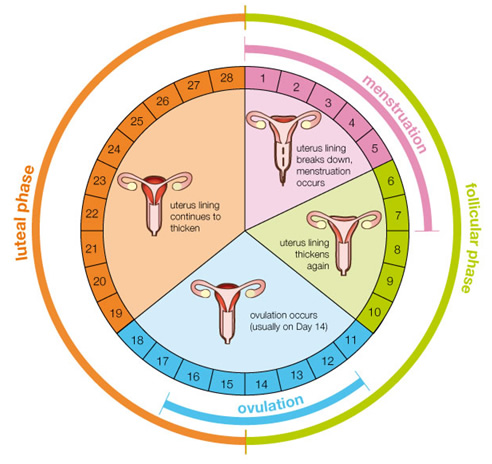 1
2
3
4
5
6
7
8
9
10
11
12
13
14
15
16
17
18
19
20
21
22
23
24
25
26
27
28
menstruation
follicular phase
ovulation
luteal phase
uterus lining
breaks down,
menstruation
occurs
uterus lining
thickens
again
ovulation occurs
(usually on Day 14)
uterus lining
continues to
thicken